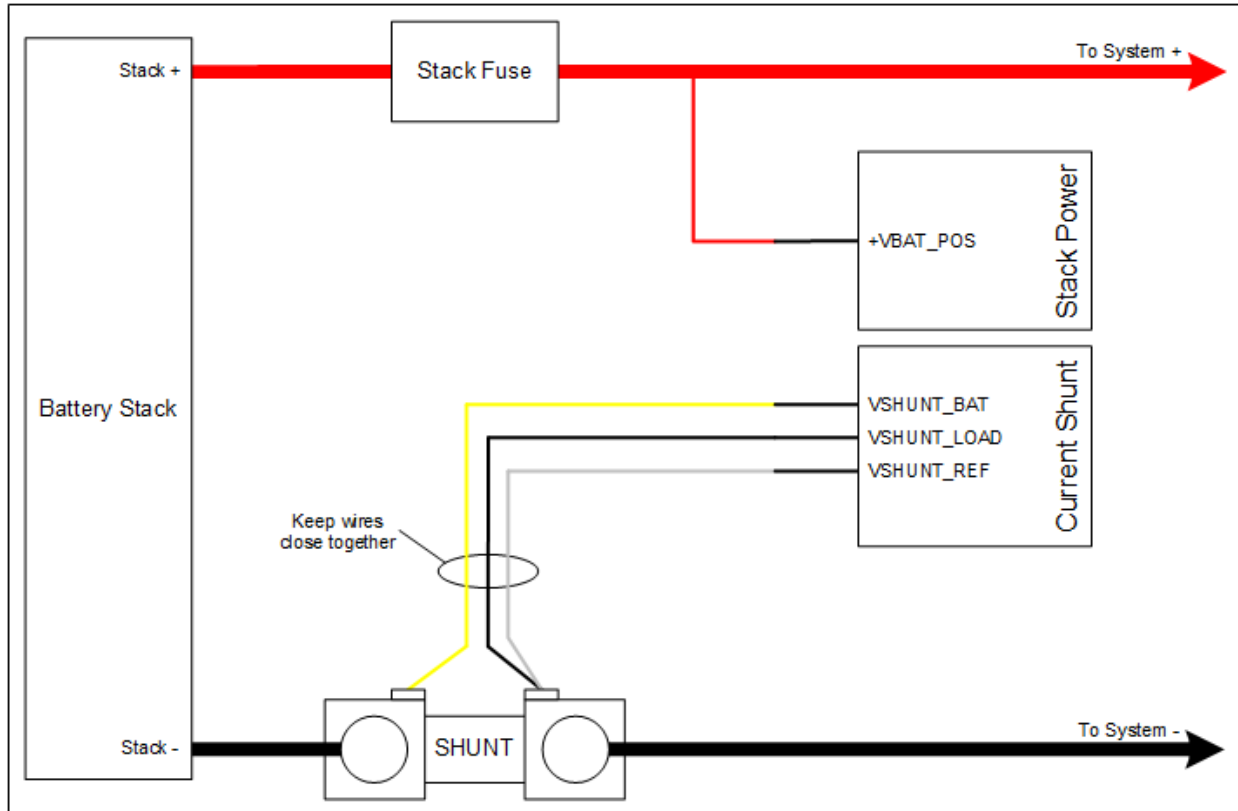 Stack +
Stack Fuse
To System +
+VBAT_POS
Stack Power
Battery Stack
VSHUNT_BAT
VSHUNT_LOAD
VSHUNT_REF
Current Shunt
Keep wires
close together
Stack -
SHUNT
To System -